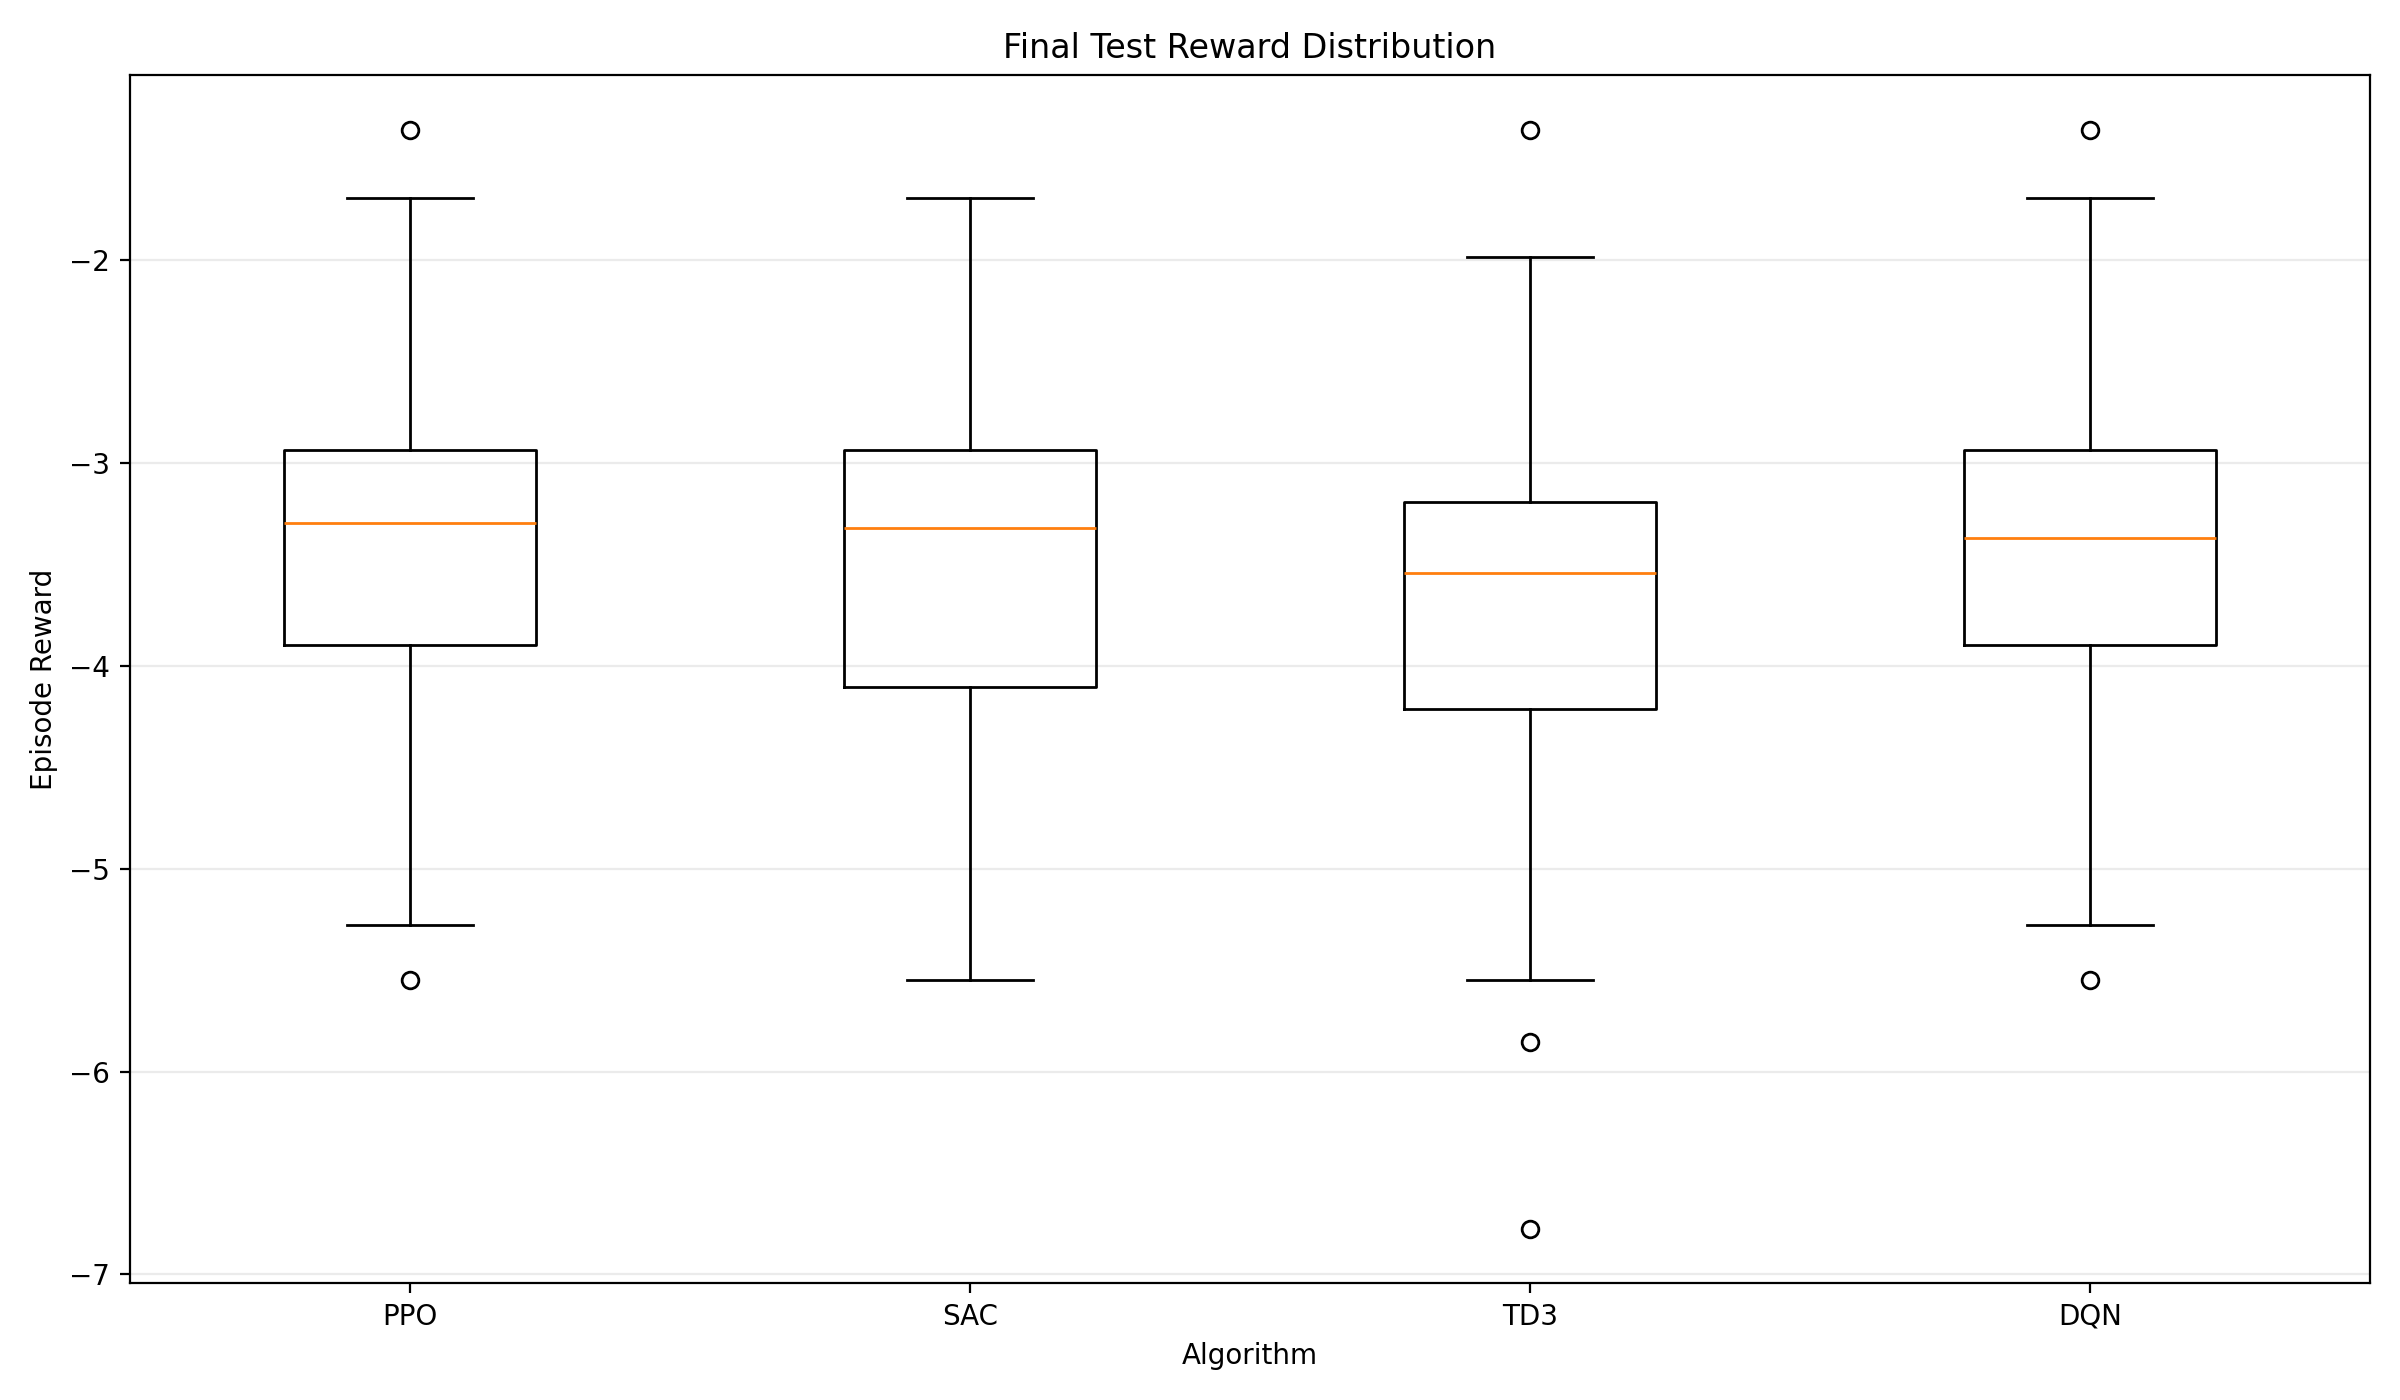 Final Test Reward Distribution
Episode Reward
−2
−3
−4
−5
−6
−7
PPO
SAC
TD3
DQN
Algorithm